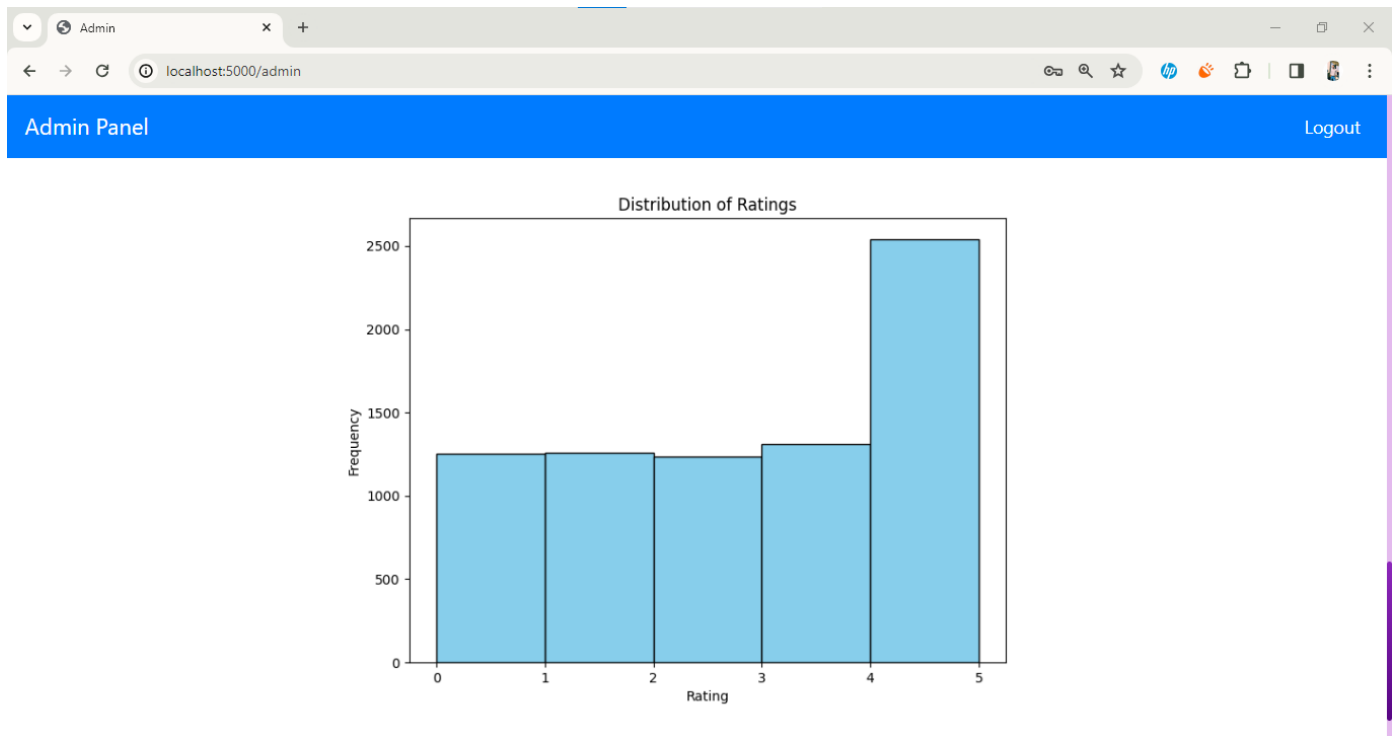 Admin
localhost:5000/admin
hp
Admin Panel
Logout
Distribution of Ratings
2500
2000
1500
1000
500
0
Frequency
0 1 2 3 4 5
Rating